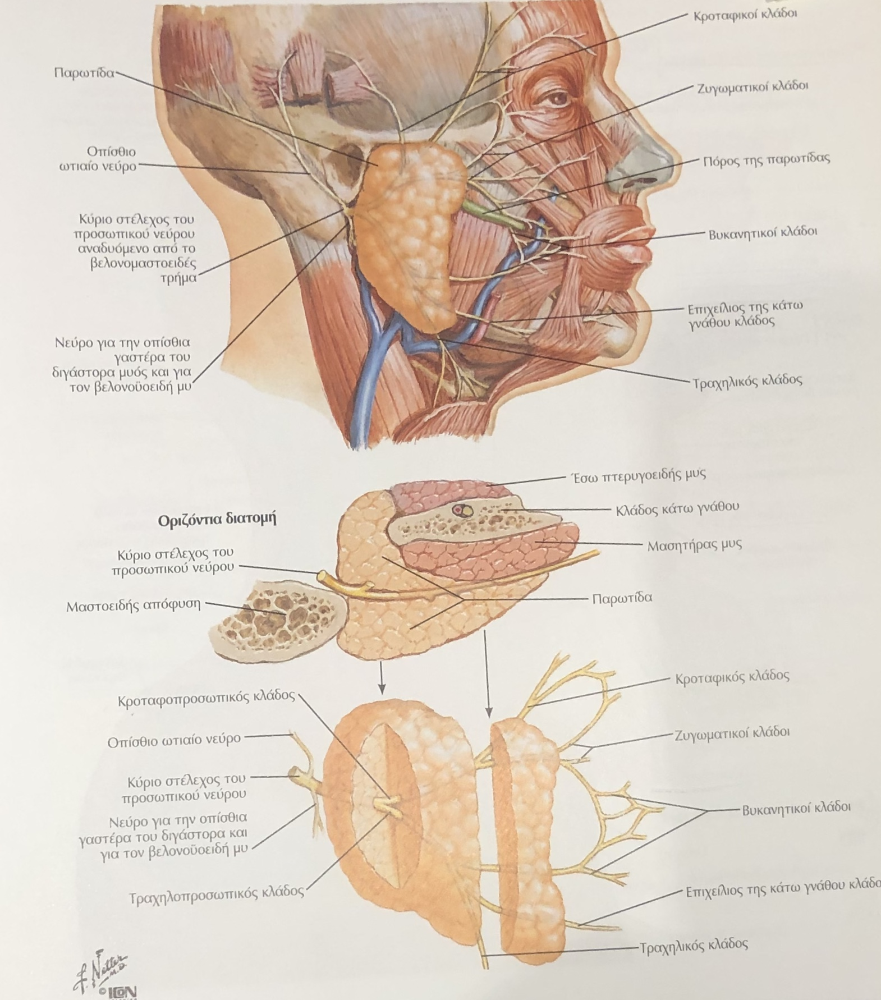 Κροταφικοί κλάδοι
Παρωτίδα
Ζυγωματικοί κλάδοι
Οπίσθιο
ωτιαίο νεύρο
Πόρος της παρωτίδας
Κύριο στέλεχος του
προσωπικού νεύρου
αναδυόμενο από το
βελονομαστοειδές
τρήμα
Βυκανητικοί κλάδοι
Επιχείλιος της κάτω
γνάθου κλάδος
Νεύρο για την οπίσθια
γαστέρα του
διγάστορα μυός και για
τον βελονοϋοειδή μυ
Τραχηλικός κλάδος
Έσω πτερυγοειδής μυς
Κλάδος κάτω γνάθου
Οριζόντια διατομή
Μασητήρας μυς
Κύριο στέλεχος του
προσωπικού νεύρου
Μαστοειδής απόφυση
Παρωτίδα
Κροταφικός κλάδος
Κροταφοπροσωπικός κλάδος
Ζυγωματικοί κλάδοι
Οπίσθιο ωτιαίο νεύρο
Κύριο στέλεχος του
προσωπικού νεύρου
Βυκανητικοί κλάδοι
Νεύρο για την οπίσθια
γαστέρα του διγάστορα και
για τον βελονοϋοειδή μυ
Τραχηλοπροσωπικός κλάδος
Επιχείλιος της κάτω γνάθου κλάδο
Τραχηλικός κλάδος
F. Netter
M.D.
© ICON